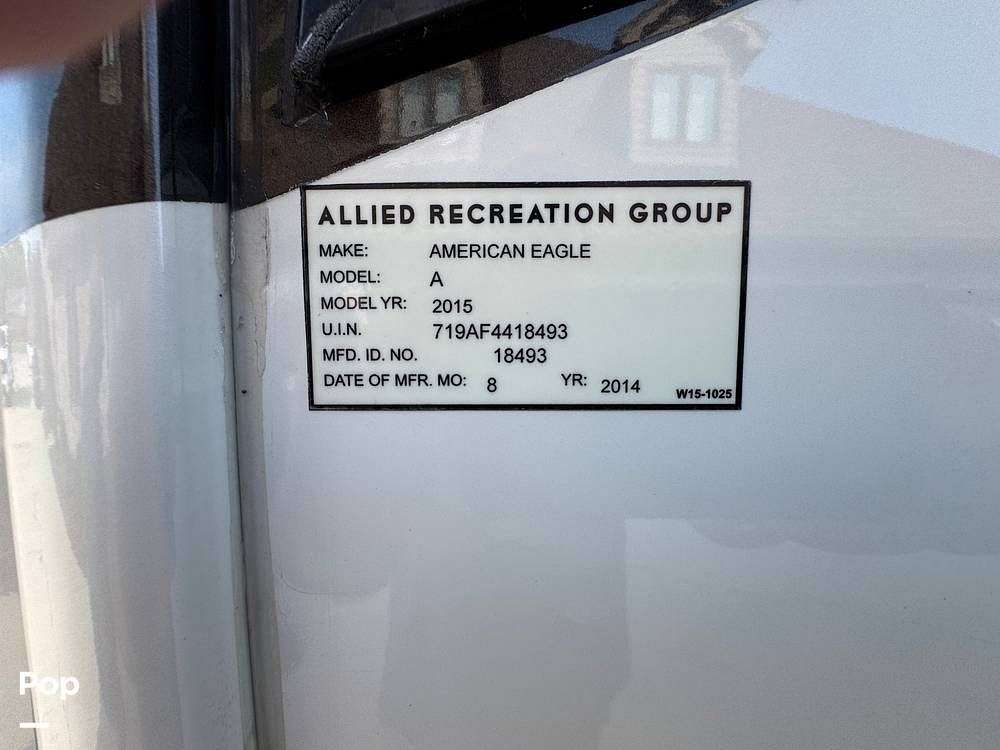 ALLIED RECREATION GROUP
MAKE: AMERICAN EAGLE
MODEL: A
MODEL YR: 2015
U.I.N. 719AF4418493
MFD. ID. NO. 18493
DATE OF MFR. MO: 8 YR: 2014
W15-1025
Pop